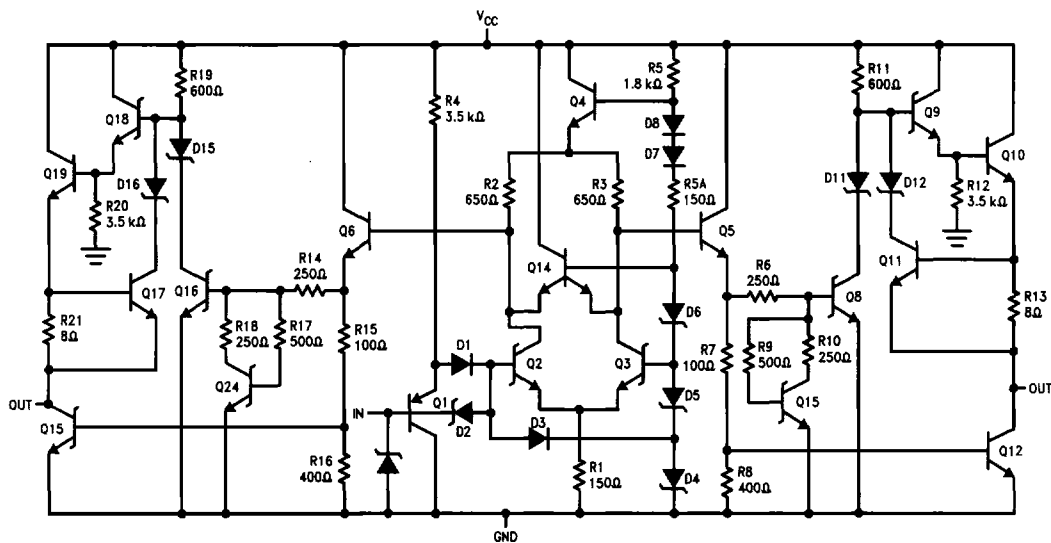 VCC
R19
600Ω
Q18
D15
D16
Q19
R20
3.5 kΩ
Q17
Q16
R21
8Ω
OUT
Q15
R18
250Ω
R17
500Ω
Q24
R14
250Ω
R15
100Ω
R16
400Ω
Q6
R4
3.5 kΩ
D1
IN
Q1
D2
D3
Q2
Q3
R1
150Ω
GND
Q4
R2
650Ω
R3
650Ω
Q14
R5
1.8 kΩ
D8
D7
R5A
150Ω
D6
D5
D4
Q5
R6
250Ω
R7
100Ω
R8
400Ω
R9
500Ω
R10
250Ω
Q15
Q8
R11
600Ω
D11
D12
Q9
Q10
R12
3.5 kΩ
Q11
R13
8Ω
OUT
Q12